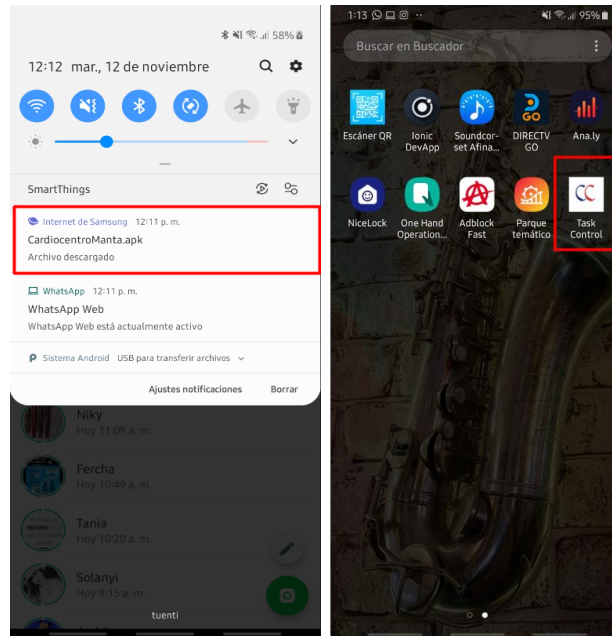 58%
12:12 mar., 12 de noviembre
SmartThings
Internet de Samsung 12:11 p. m.
CardiocentroManta.apk
Archivo descargado
WhatsApp 12:11 p. m.
WhatsApp Web
WhatsApp Web está actualmente activo
Sistema Android USB para transferir archivos
Ajustes notificaciones Borrar
Niky
Hoy 11:09 a. m.
Fercha
Hoy 10:49 a. m.
Tania
Hoy 10:20 a. m.
Solanyi
Hoy 9:15 a. m.
tuenti
1:13 95%
Buscar en Buscador
GO
CC
Escáner QR
Ionic
DevApp
Soundcor-
set Afina...
DIRECTV
GO
Ana.ly
NiceLock
One Hand
Operation...
Adblock
Fast
Parque
temático
Task
Control